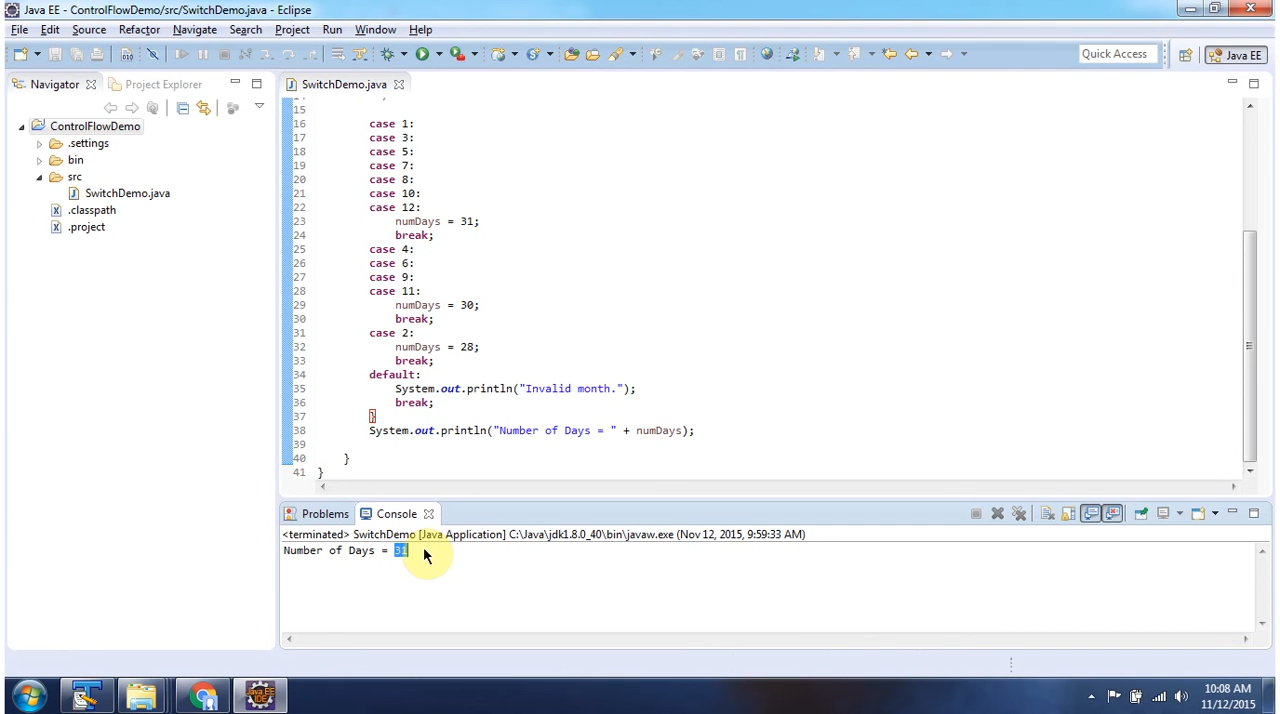 Java EE - ControlFlowDemo/src/SwitchDemo.java - Eclipse
File Edit Source Refactor Navigate Search Project Run Window Help
Quick Access
Java EE
Navigator
Project Explorer
SwitchDemo.java
ControlFlowDemo
.settings
bin
src
SwitchDemo.java
.classpath
.project
15
16 case 1:
17 case 3:
18 case 5:
19 case 7:
20 case 8:
21 case 10:
22 case 12:
23 numDays = 31;
24 break;
25 case 4:
26 case 6:
27 case 9:
28 case 11:
29 numDays = 30;
30 break;
31 case 2:
32 numDays = 28;
33 break;
34 default:
35 System.out.println("Invalid month.");
36 break;
37 }
38 System.out.println("Number of Days = " + numDays);
39
40 }
41 }
Problems
Console
<terminated> SwitchDemo [Java Application] C:\Java\jdk1.8.0_40\bin\javaw.exe (Nov 12, 2015, 9:59:33 AM)
Number of Days = 31
Java EE
IDE
10:08 AM
11/12/2015